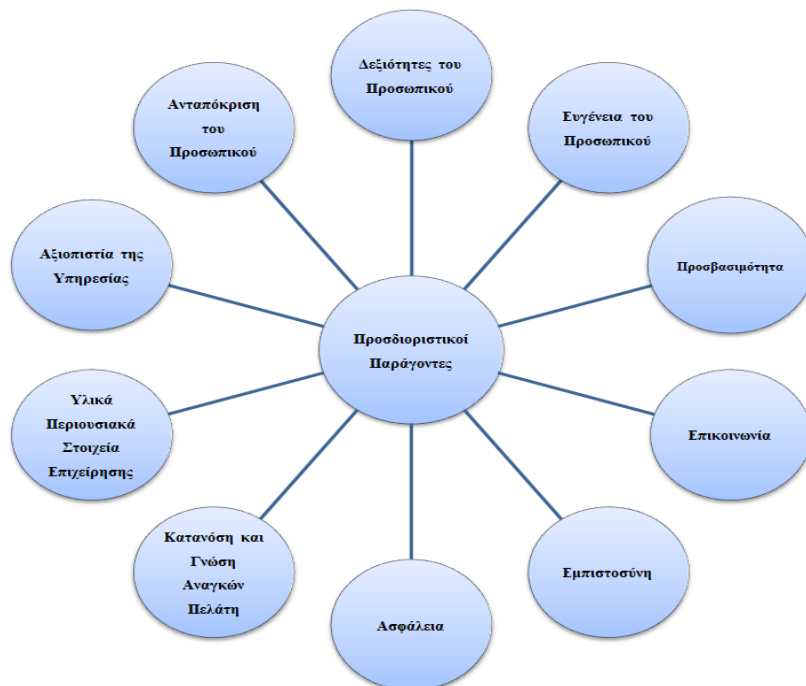 Δεξιότητες του
Προσωπικού
Ευγένεια του
Προσωπικού
Προσβασιμότητα
Επικοινωνία
Εμπιστοσύνη
Ασφάλεια
Κατανόση και
Γνώση
Αναγκών
Πελάτη
Υλικά
Περιουσιακά
Στοιχεία
Επιχείρησης
Αξιοπιστία της
Υπηρεσίας
Ανταπόκριση
του
Προσωπικού
Προσδιοριστικοί
Παράγοντες